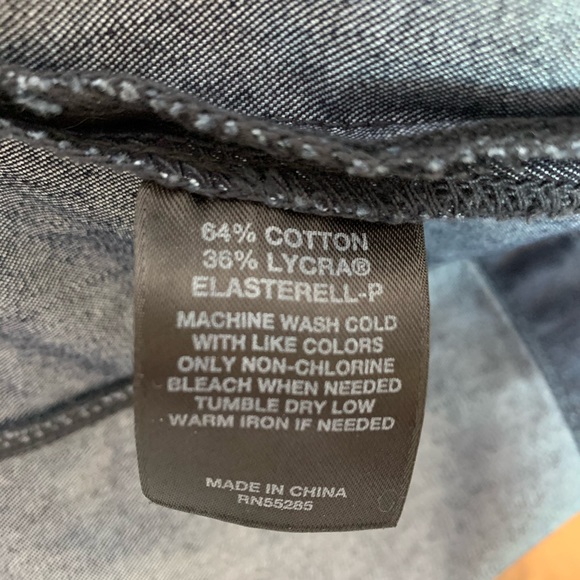 64% COTTON
36% LYCRA®
ELASTERELL-P
MACHINE WASH COLD
WITH LIKE COLORS
ONLY NON-CHLORINE
BLEACH WHEN NEEDED
TUMBLE DRY LOW
WARM IRON IF NEEDED
MADE IN CHINA
RN55285